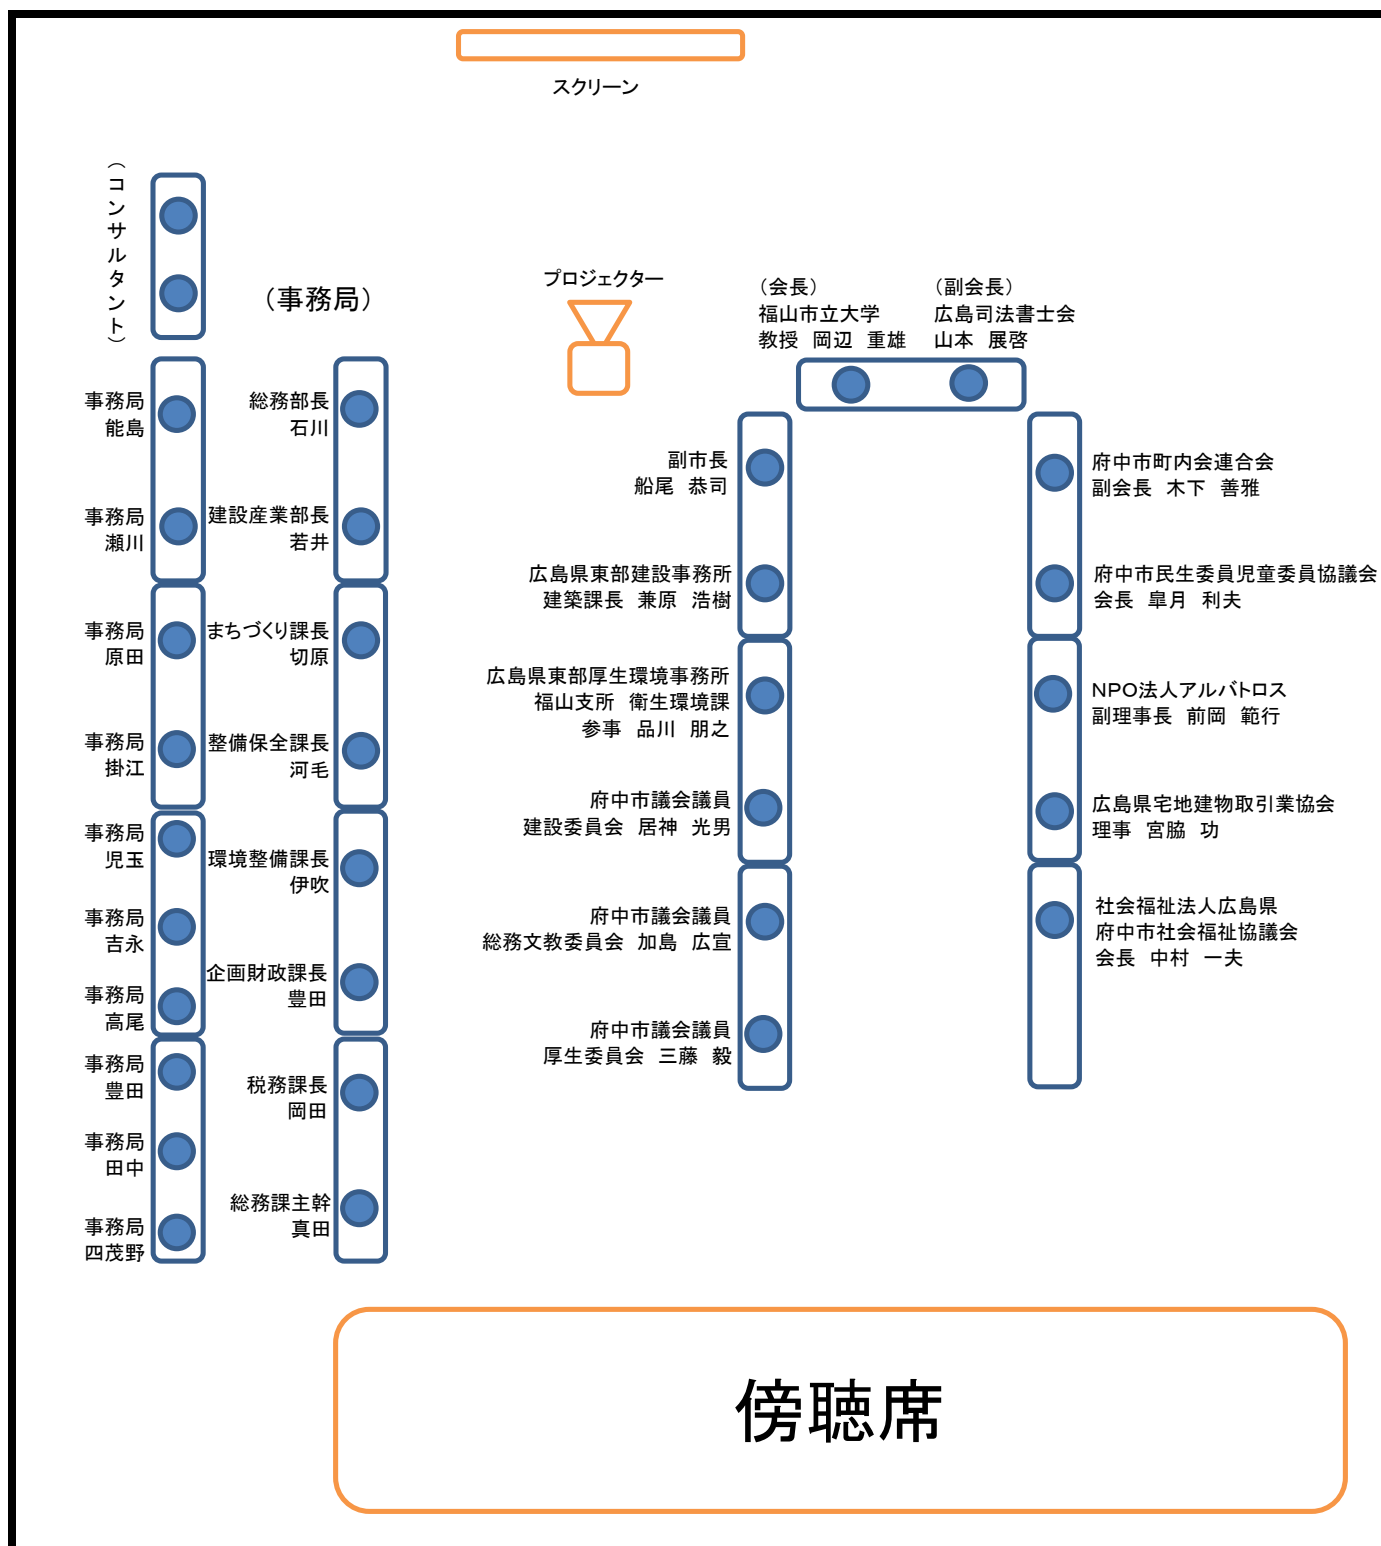 スクリーン
(コンサルタント)
(事務局)
プロジェクター
(会長)
福山市立大学
教授 岡辺 重雄
(副会長)
広島司法書士会
山本 展啓
事務局
能島
事務局
瀬川
事務局
原田
事務局
掛江
事務局
児玉
事務局
吉永
事務局
高尾
事務局
豊田
事務局
田中
事務局
四茂野
総務部長
石川
建設産業部長
若井
まちづくり課長
切原
整備保全課長
河毛
環境整備課長
伊吹
企画財政課長
豊田
税務課長
岡田
総務課主幹
真田
副市長
船尾 恭司
広島県東部建設事務所
建築課長 兼原 浩樹
広島県東部厚生環境事務所
福山支所 衛生環境課
参事 品川 朋之
府中市議会議員
建設委員会 居神 光男
府中市議会議員
総務文教委員会 加島 広宣
府中市議会議員
厚生委員会 三藤 毅
府中市町内会連合会
副会長 木下 善雅
府中市民生委員児童委員協議会
会長 皐月 利夫
NPO法人アルバトロス
副理事長 前岡 範行
広島県宅地建物取引業協会
理事 宮脇 功
社会福祉法人広島県
府中市社会福祉協議会
会長 中村 一夫
傍聴席